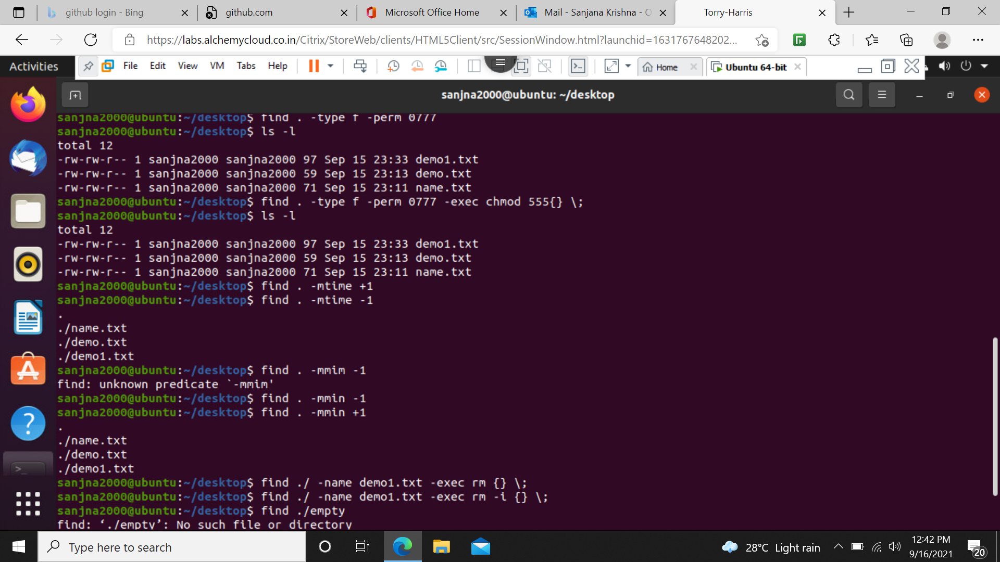 github login - Bing
github.com
Microsoft Office Home
Mail - Sanjana Krishna - O
Torry-Harris
https://labs.alchemycloud.co.in/Citrix/StoreWeb/clients/HTML5Client/src/SessionWindow.html?launchid=1631767648202...
Activities
File Edit View VM Tabs Help
Home
Ubuntu 64-bit
sanjna2000@ubuntu: ~/desktop
sanjna2000@ubuntu:~/desktop$ find . -type f -perm 0777
sanjna2000@ubuntu:~/desktop$ ls -l
total 12
-rw-rw-r-- 1 sanjna2000 sanjna2000 97 Sep 15 23:33 demo1.txt
-rw-rw-r-- 1 sanjna2000 sanjna2000 59 Sep 15 23:13 demo.txt
-rw-rw-r-- 1 sanjna2000 sanjna2000 71 Sep 15 23:11 name.txt
sanjna2000@ubuntu:~/desktop$ find . -type f -perm 0777 -exec chmod 555{} \;
sanjna2000@ubuntu:~/desktop$ ls -l
total 12
-rw-rw-r-- 1 sanjna2000 sanjna2000 97 Sep 15 23:33 demo1.txt
-rw-rw-r-- 1 sanjna2000 sanjna2000 59 Sep 15 23:13 demo.txt
-rw-rw-r-- 1 sanjna2000 sanjna2000 71 Sep 15 23:11 name.txt
sanjna2000@ubuntu:~/desktop$ find . -mtime +1
sanjna2000@ubuntu:~/desktop$ find . -mtime -1
.
./name.txt
./demo.txt
./demo1.txt
sanjna2000@ubuntu:~/desktop$ find . -mmim -1
find: unknown predicate `-mmim'
sanjna2000@ubuntu:~/desktop$ find . -mmin -1
sanjna2000@ubuntu:~/desktop$ find . -mmin +1
.
./name.txt
./demo.txt
./demo1.txt
sanjna2000@ubuntu:~/desktop$ find ./ -name demo1.txt -exec rm {} \;
sanjna2000@ubuntu:~/desktop$ find ./ -name demo1.txt -exec rm -i {} \;
sanjna2000@ubuntu:~/desktop$ find ./empty
find: ‘./empty’: No such file or directory
Type here to search
28°C Light rain
12:42 PM
9/16/2021
20